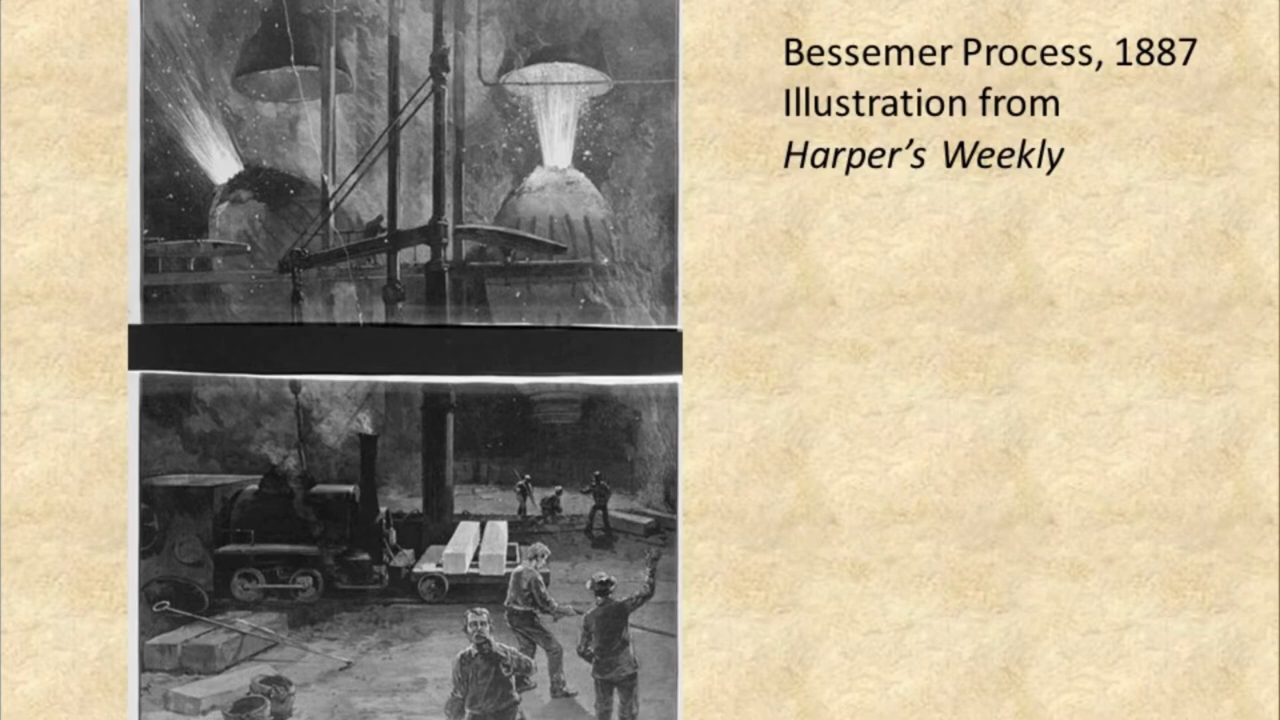 Bessemer Process, 1887
Illustration from
Harper’s Weekly